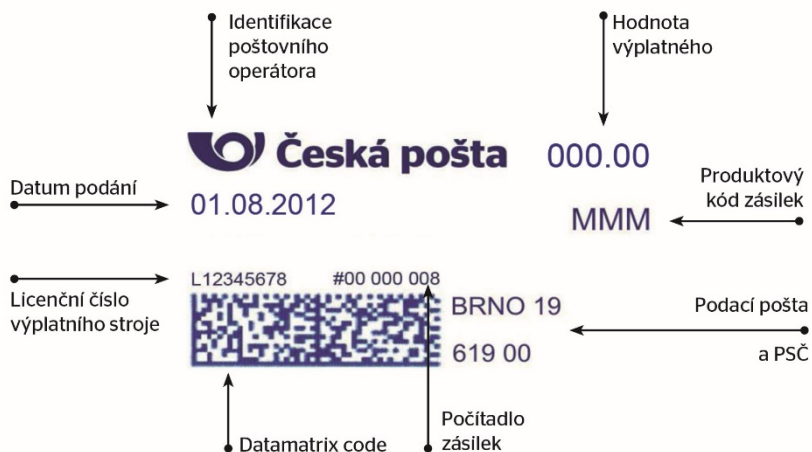 Identifikace
poštovního
operátora
Hodnota
výplatného
Česká pošta
000.00
Datum podání
01.08.2012
Produktový
kód zásilek
MMM
L12345678
#00 000 008
Licenční číslo
výplatního stroje
BRNO 19
619 00
Podací pošta
a PSČ
Datamatrix code
Počítadlo
zásilek